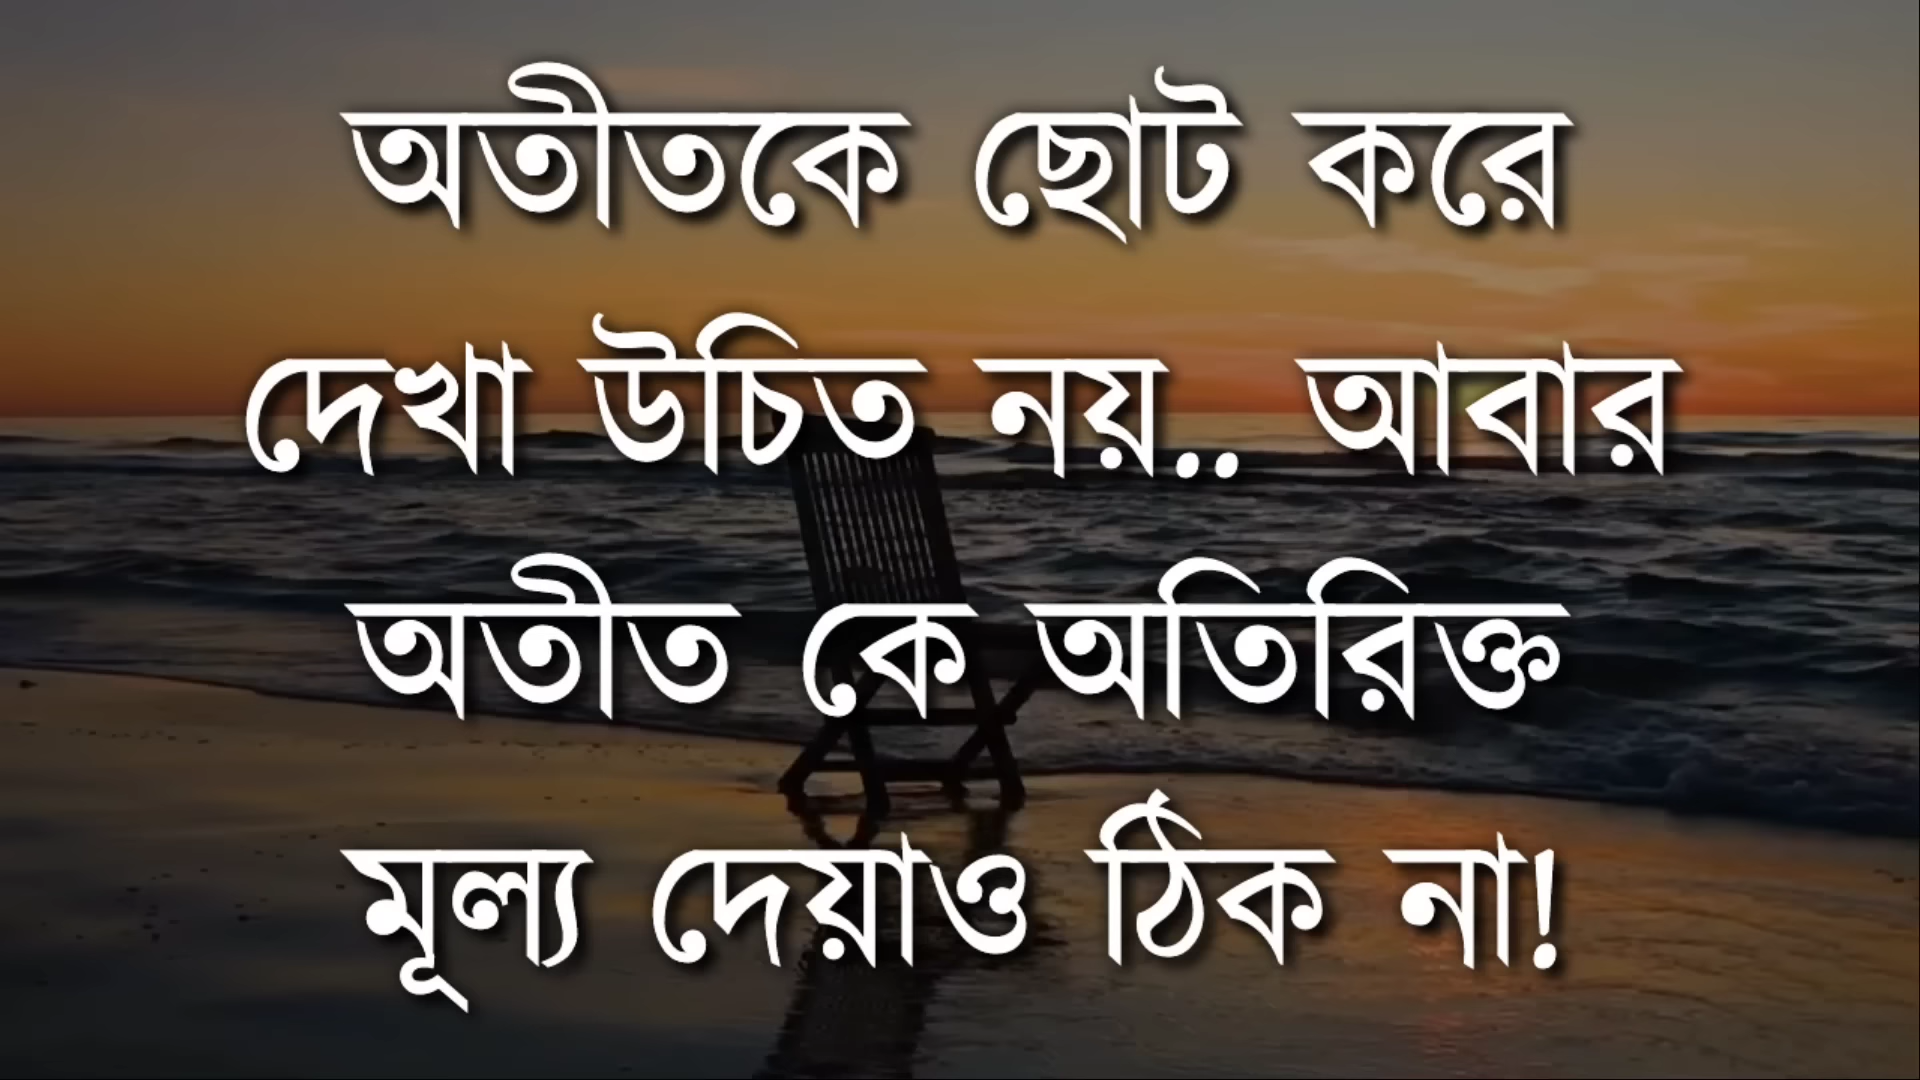 অতীতকে ছোট করে
দেখা উচিত নয়.. আবার
অতীত কে অতিরিক্ত
মূল্য দেয়াও ঠিক না!